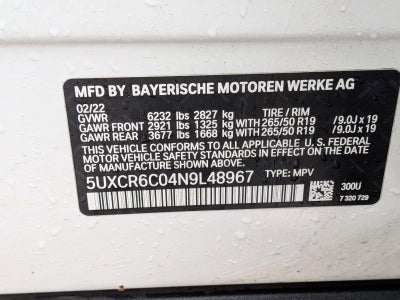 MFD BY BAYERISCHE MOTOREN WERKE AG
02/22
GVWR 6232 lbs 2827 kg TIRE / RIM
GAWR FRONT 2921 lbs 1325 kg WITH 265/50 R19 /9.0J x 19
GAWR REAR 3677 lbs 1668 kg WITH 265/50 R19 /9.0J x 19
THIS VEHICLE CONFORMS TO ALL APPLICABLE U.S.
FEDERAL MOTOR VEHICLE SAFETY
STANDARDS IN EFFECT ON THE DATE OF
MANUFACTURE SHOWN ABOVE.
5UXCR6C04N9L48967 TYPE: MPV
300U
7 320 729